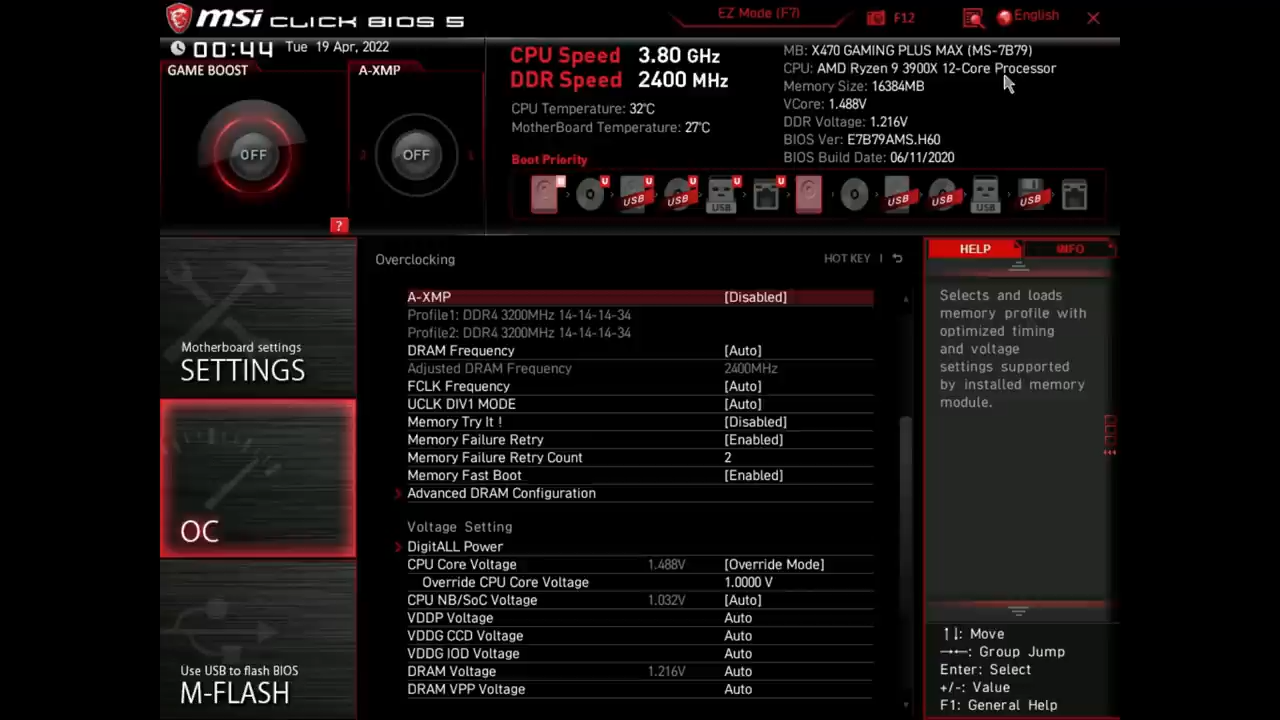 msi CLICK BIOS 5
EZ Mode (F7)
F12
English
00:44 Tue 19 Apr, 2022
GAME BOOST
OFF
A-XMP
OFF
?
CPU Speed 3.80 GHz
DDR Speed 2400 MHz
CPU Temperature: 32°C
MotherBoard Temperature: 27°C
MB: X470 GAMING PLUS MAX (MS-7B79)
CPU: AMD Ryzen 9 3900X 12-Core Processor
Memory Size: 16384MB
VCore: 1.488V
DDR Voltage: 1.216V
BIOS Ver: E7B79AMS.H60
BIOS Build Date: 06/11/2020
Boot Priority
U U U U U
USB USB USB USB USB USB USB
Motherboard settings
SETTINGS
OC
Use USB to flash BIOS
M-FLASH
Overclocking
HOT KEY
A-XMP [Disabled]
Profile1: DDR4 3200MHz 14-14-14-34
Profile2: DDR4 3200MHz 14-14-14-34
DRAM Frequency [Auto]
Adjusted DRAM Frequency 2400MHz
FCLK Frequency [Auto]
UCLK DIV1 MODE [Auto]
Memory Try It ! [Disabled]
Memory Failure Retry [Enabled]
Memory Failure Retry Count 2
Memory Fast Boot [Enabled]
Advanced DRAM Configuration
Voltage Setting
DigitALL Power
CPU Core Voltage 1.488V [Override Mode]
Override CPU Core Voltage 1.0000 V
CPU NB/SoC Voltage 1.032V [Auto]
VDDP Voltage Auto
VDDG CCD Voltage Auto
VDDG IOD Voltage Auto
DRAM Voltage 1.216V Auto
DRAM VPP Voltage Auto
HELP
INFO
Selects and loads
memory profile with
optimized timing
and voltage
settings supported
by installed memory
module.
↑↓: Move
→←: Group Jump
Enter: Select
+/-: Value
F1: General Help